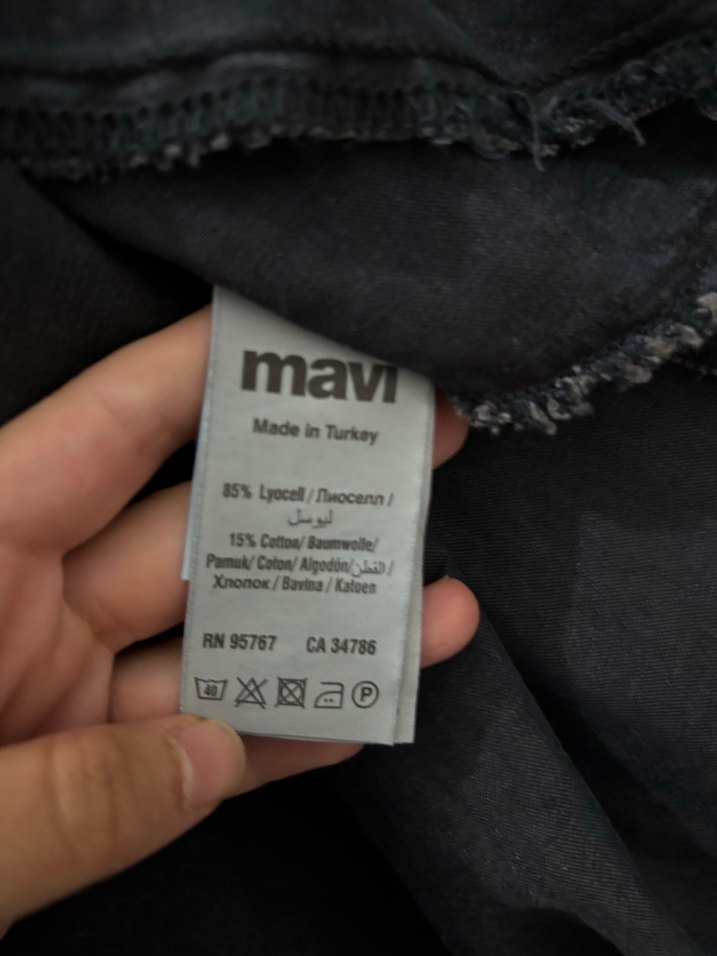 mavi
Made in Turkey
85% Lyocell / Лиоселл /
ليوسل
15% Cotton/ Baumwolle/
Pamuk/ Coton/ Algodón/القطن /
Хлопок / Bavlna / Katoen
RN 95767 CA 34786
40 P